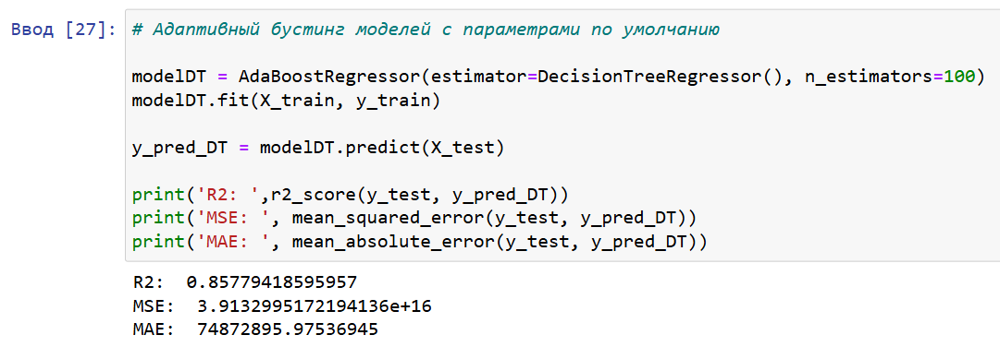 Ввод [27]: # Адаптивный бустинг моделей с параметрами по умолчанию
modelDT = AdaBoostRegressor(estimator=DecisionTreeRegressor(), n_estimators=100)
modelDT.fit(X_train, y_train)
y_pred_DT = modelDT.predict(X_test)
print('R2: ',r2_score(y_test, y_pred_DT))
print('MSE: ', mean_squared_error(y_test, y_pred_DT))
print('MAE: ', mean_absolute_error(y_test, y_pred_DT))
R2:  0.85779418595957
MSE:  3.9132995172194136e+16
MAE:  74872895.97536945